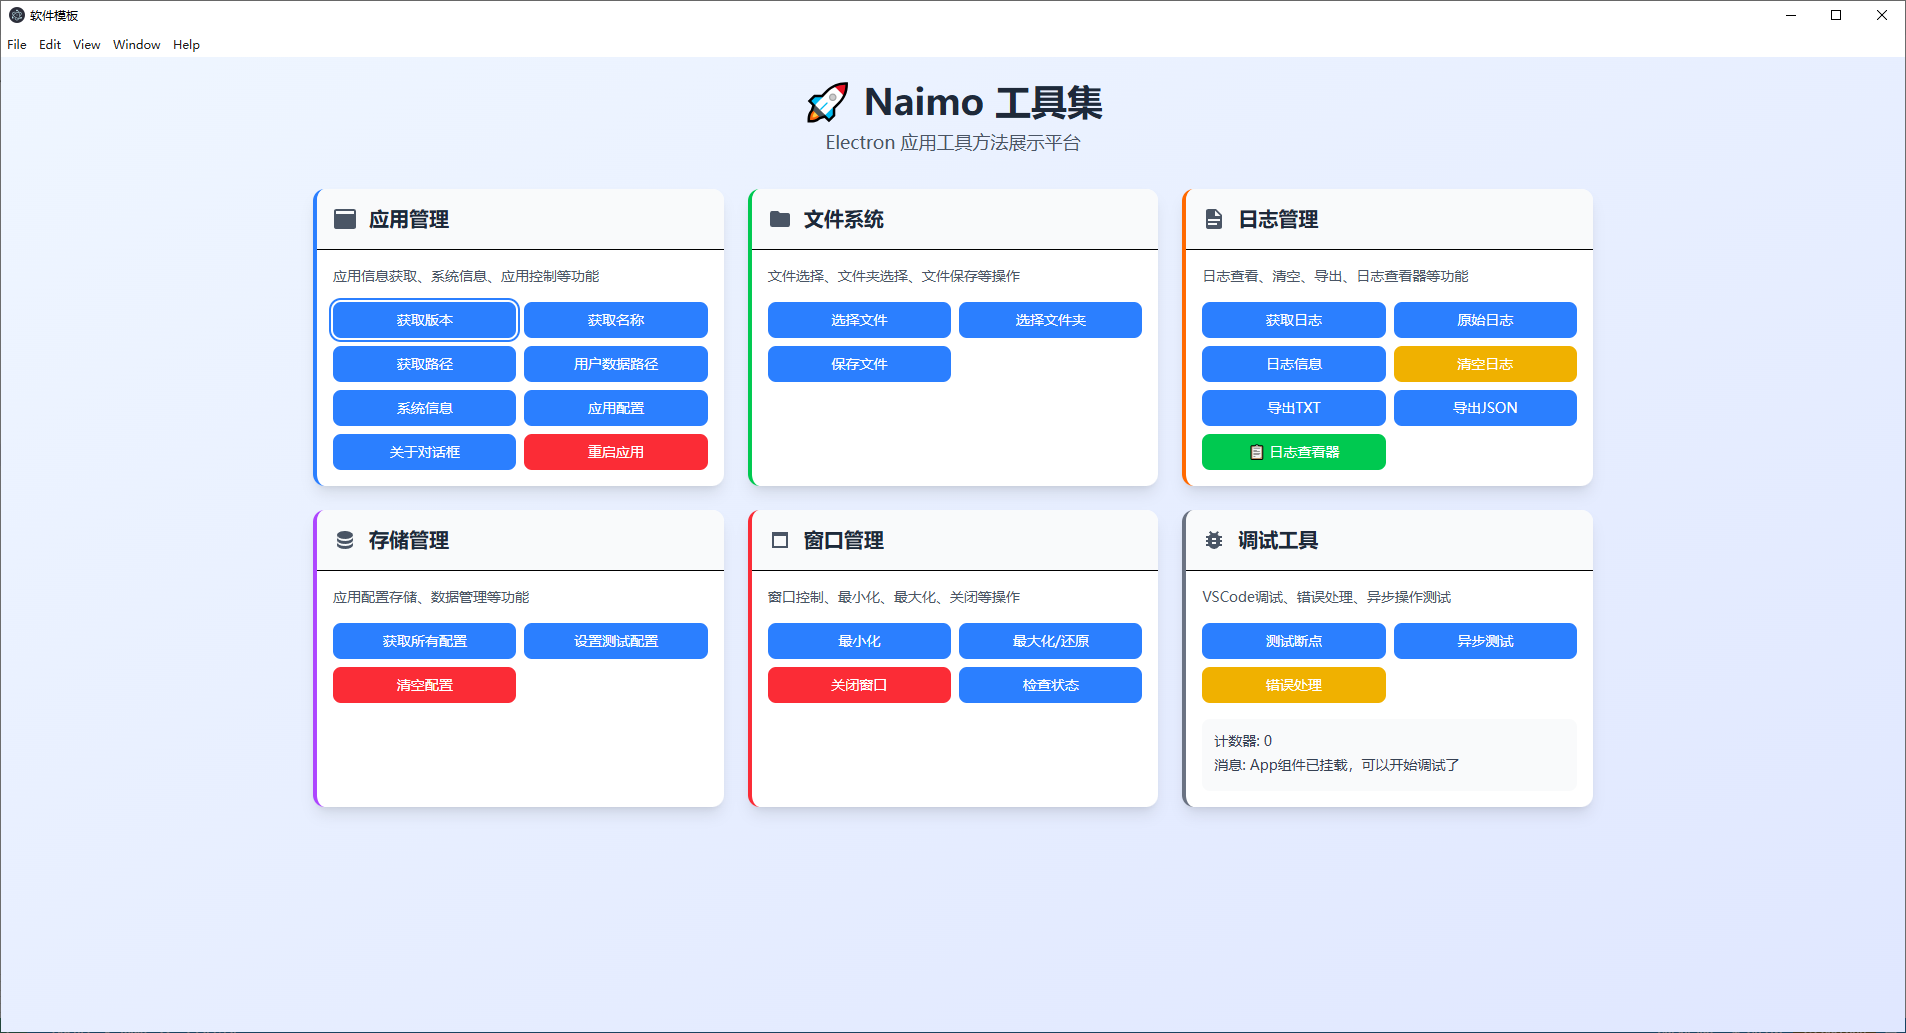 软件模板
File Edit View Window Help
🚀 Naimo 工具集
Electron 应用工具方法展示平台
应用管理
应用信息获取、系统信息、应用控制等功能
获取版本 获取名称
获取路径 用户数据路径
系统信息 应用配置
关于对话框 重启应用
文件系统
文件选择、文件夹选择、文件保存等操作
选择文件 选择文件夹
保存文件
日志管理
日志查看、清空、导出、日志查看器等功能
获取日志 原始日志
日志信息 清空日志
导出TXT 导出JSON
📋 日志查看器
存储管理
应用配置存储、数据管理等功能
获取所有配置 设置测试配置
清空配置
窗口管理
窗口控制、最小化、最大化、关闭等操作
最小化 最大化/还原
关闭窗口 检查状态
调试工具
VSCode调试、错误处理、异步操作测试
测试断点 异步测试
错误处理
计数器: 0
消息: App组件已挂载，可以开始调试了